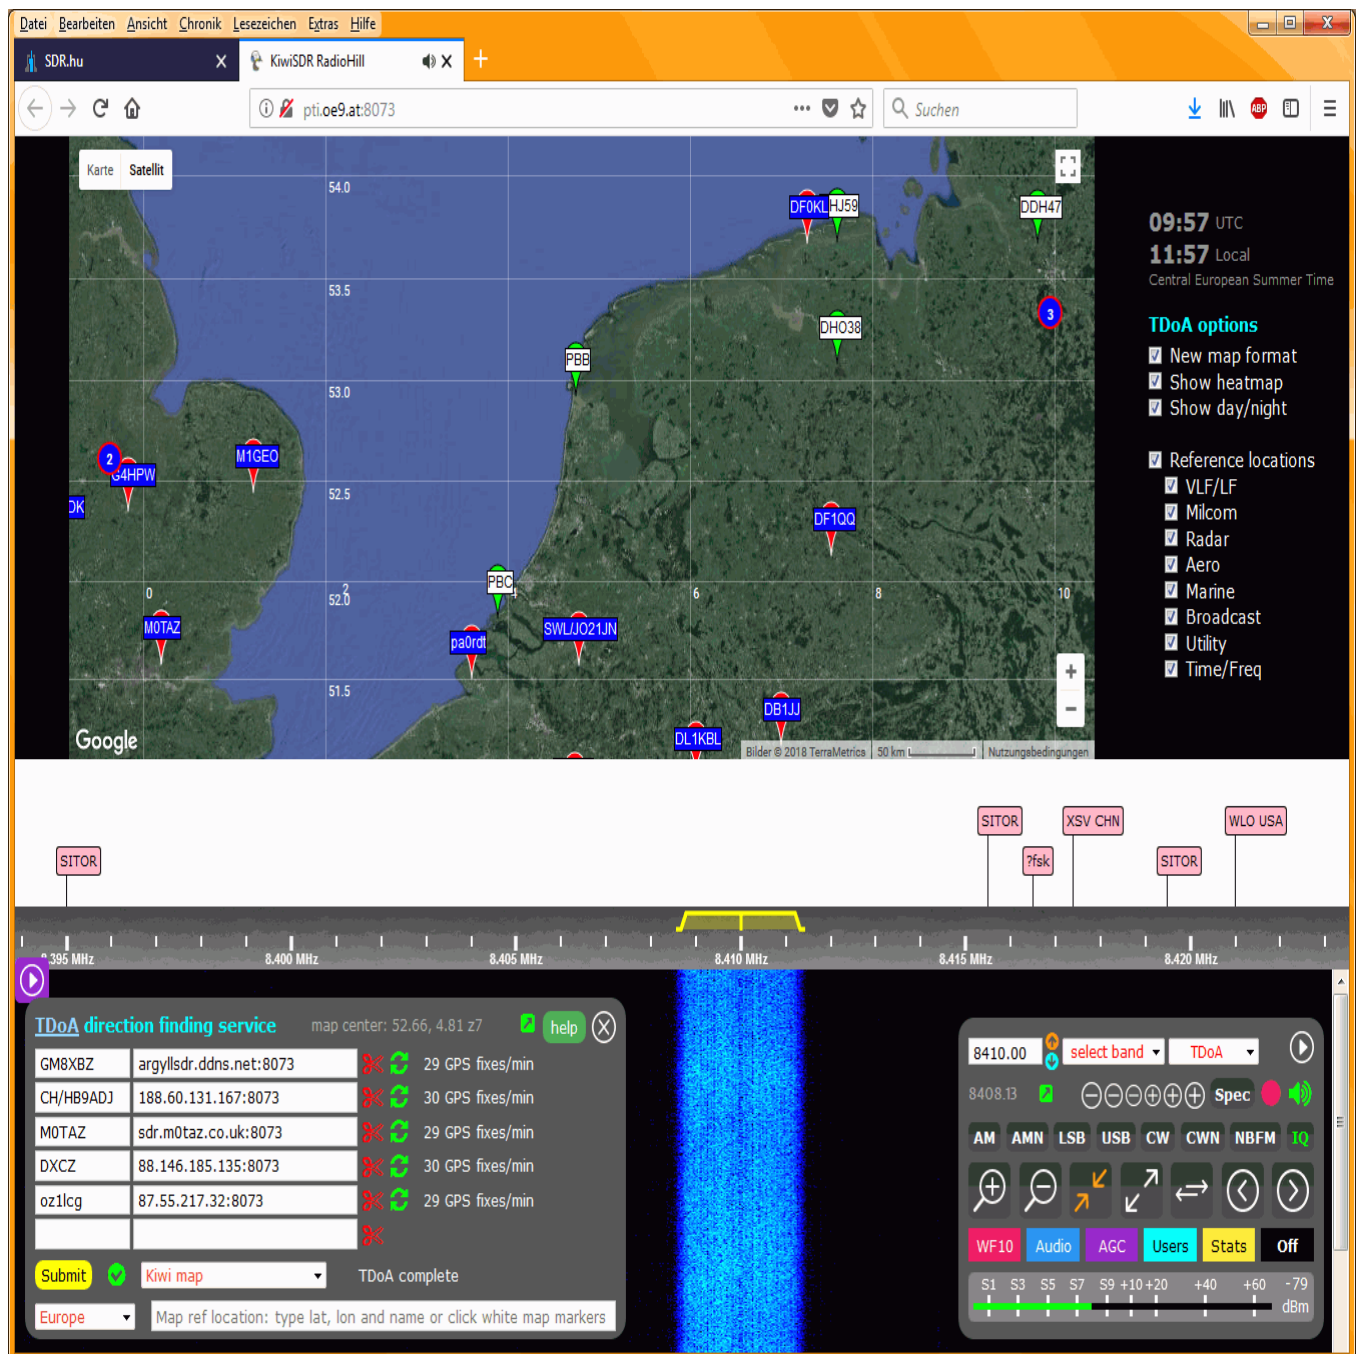 Datei Bearbeiten Ansicht Chronik Lesezeichen Extras Hilfe
SDR.hu
KiwiSDR RadioHill
pti.oe9.at:8073
Suchen
Karte Satellit
54.0
53.5
53.0
52.5
52.0
51.5
0 2 4 6 8 10
DF0KL
HJ59
DDH47
3
DHO38
PBB
2
G4HPW
M1GEO
DK
DF1QQ
PBC
M0TAZ
pa0rdt
SWL/JO21JN
DB1JJ
DL1KBL
Google
Bilder © 2018 TerraMetrics
50 km
Nutzungsbedingungen
09:57 UTC
11:57 Local
Central European Summer Time
TDoA options
New map format
Show heatmap
Show day/night
Reference locations
VLF/LF
Milcom
Radar
Aero
Marine
Broadcast
Utility
Time/Freq
SITOR XSV CHN WLO USA
SITOR ?fsk SITOR
8.395 MHz 8.400 MHz 8.405 MHz 8.410 MHz 8.415 MHz 8.420 MHz
TDoA direction finding service map center: 52.66, 4.81 z7 help
GM8XBZ argyllsdr.ddns.net:8073 29 GPS fixes/min
CH/HB9ADJ 188.60.131.167:8073 30 GPS fixes/min
M0TAZ sdr.m0taz.co.uk:8073 29 GPS fixes/min
DXCZ 88.146.185.135:8073 30 GPS fixes/min
oz1lcg 87.55.217.32:8073 29 GPS fixes/min
Submit Kiwi map TDoA complete
Europe Map ref location: type lat, lon and name or click white map markers
8410.00 select band TDoA
8408.13 Spec
AM AMN LSB USB CW CWN NBFM IQ
WF10 Audio AGC Users Stats Off
S1 S3 S5 S7 S9 +10 +20 +40 +60 -79
dBm